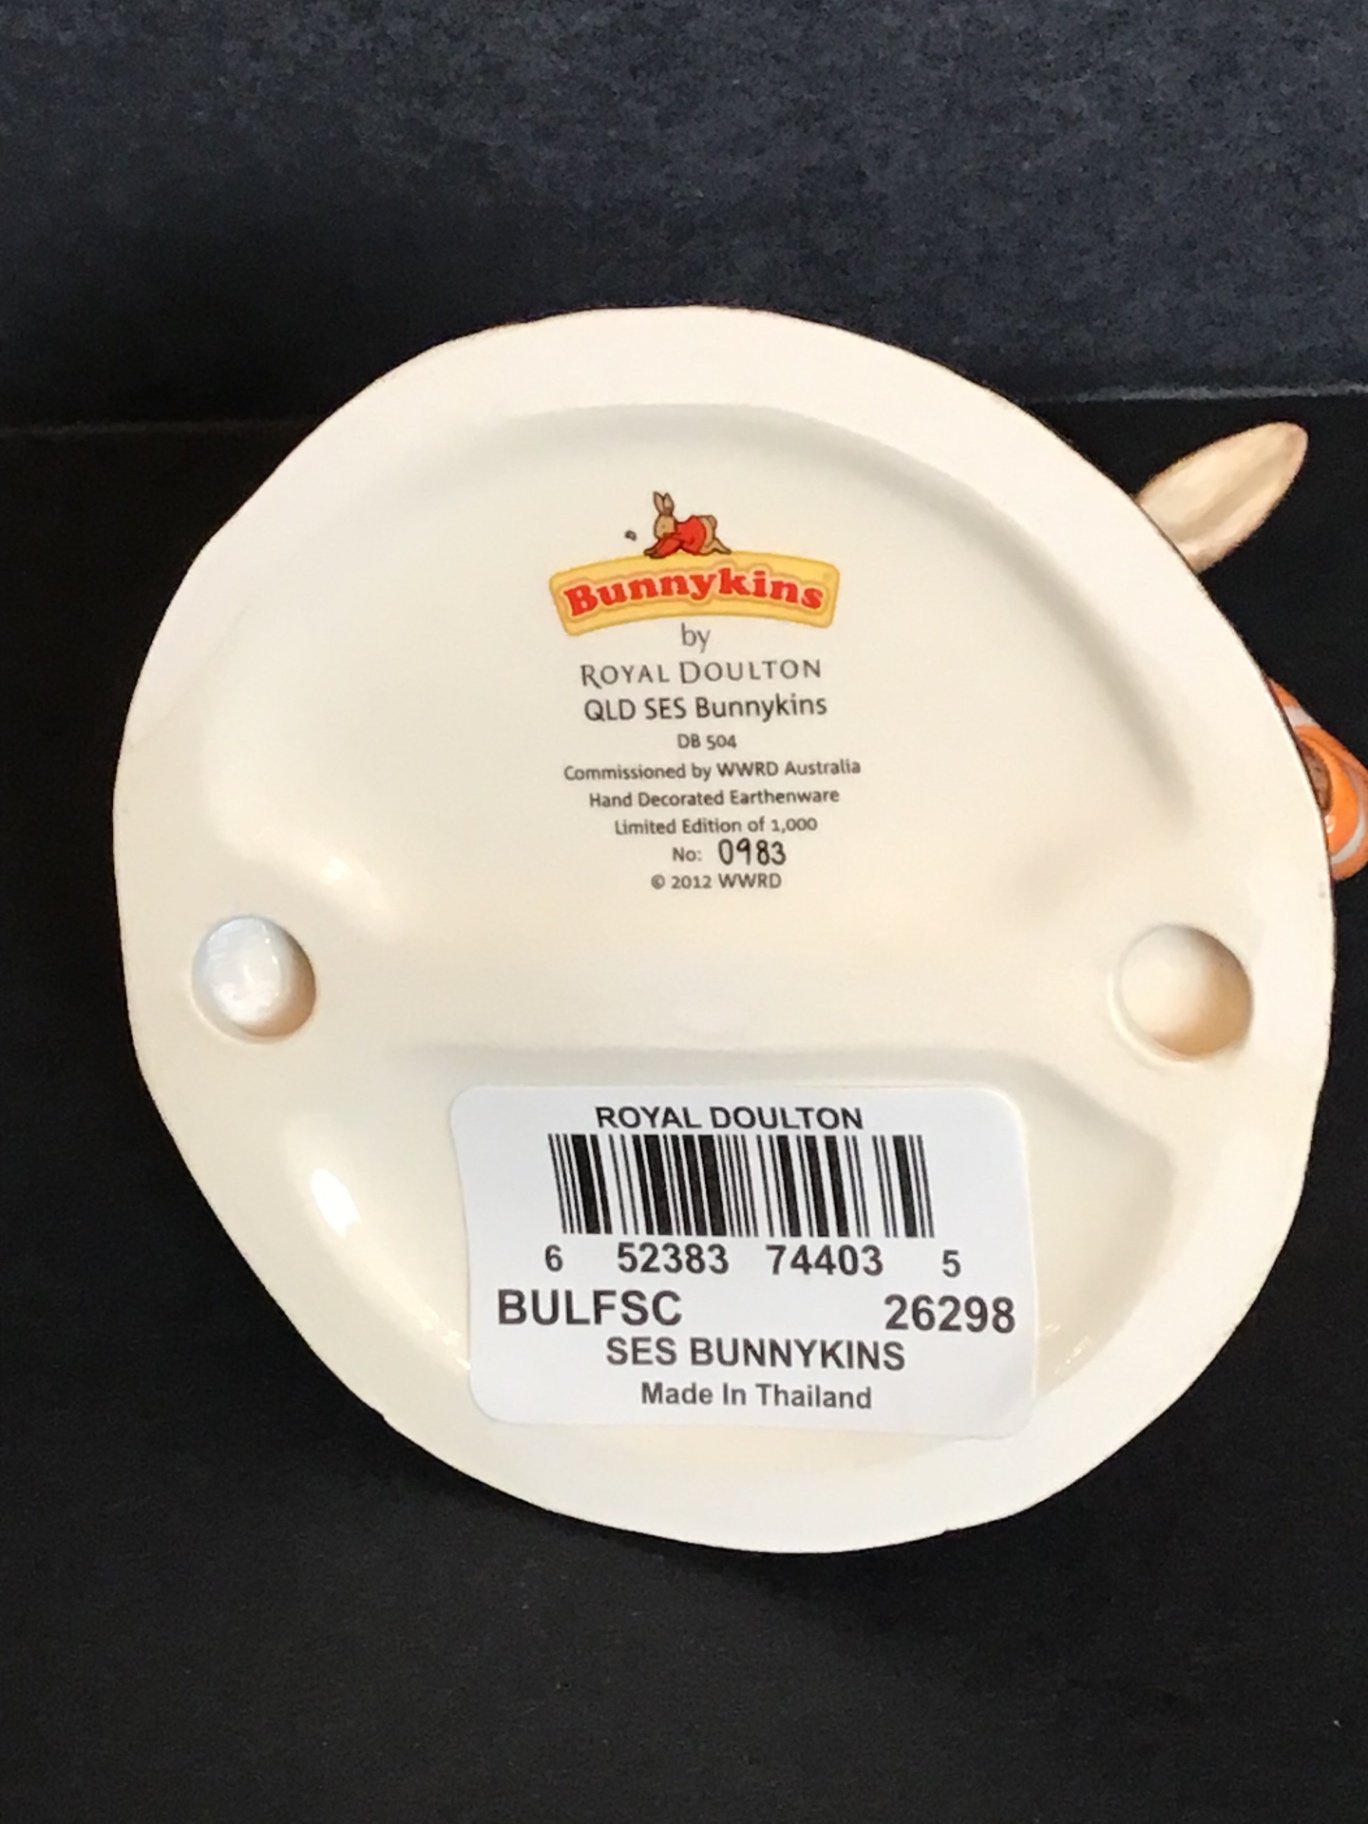 Bunnykins
by
ROYAL DOULTON
QLD SES Bunnykins
DB 504
Commissioned by WWRD Australia
Hand Decorated Earthenware
Limited Edition of 1,000
No: 0983
© 2012 WWRD
ROYAL DOULTON
6 52383 74403 5
BULFSC 26298
SES BUNNYKINS
Made In Thailand